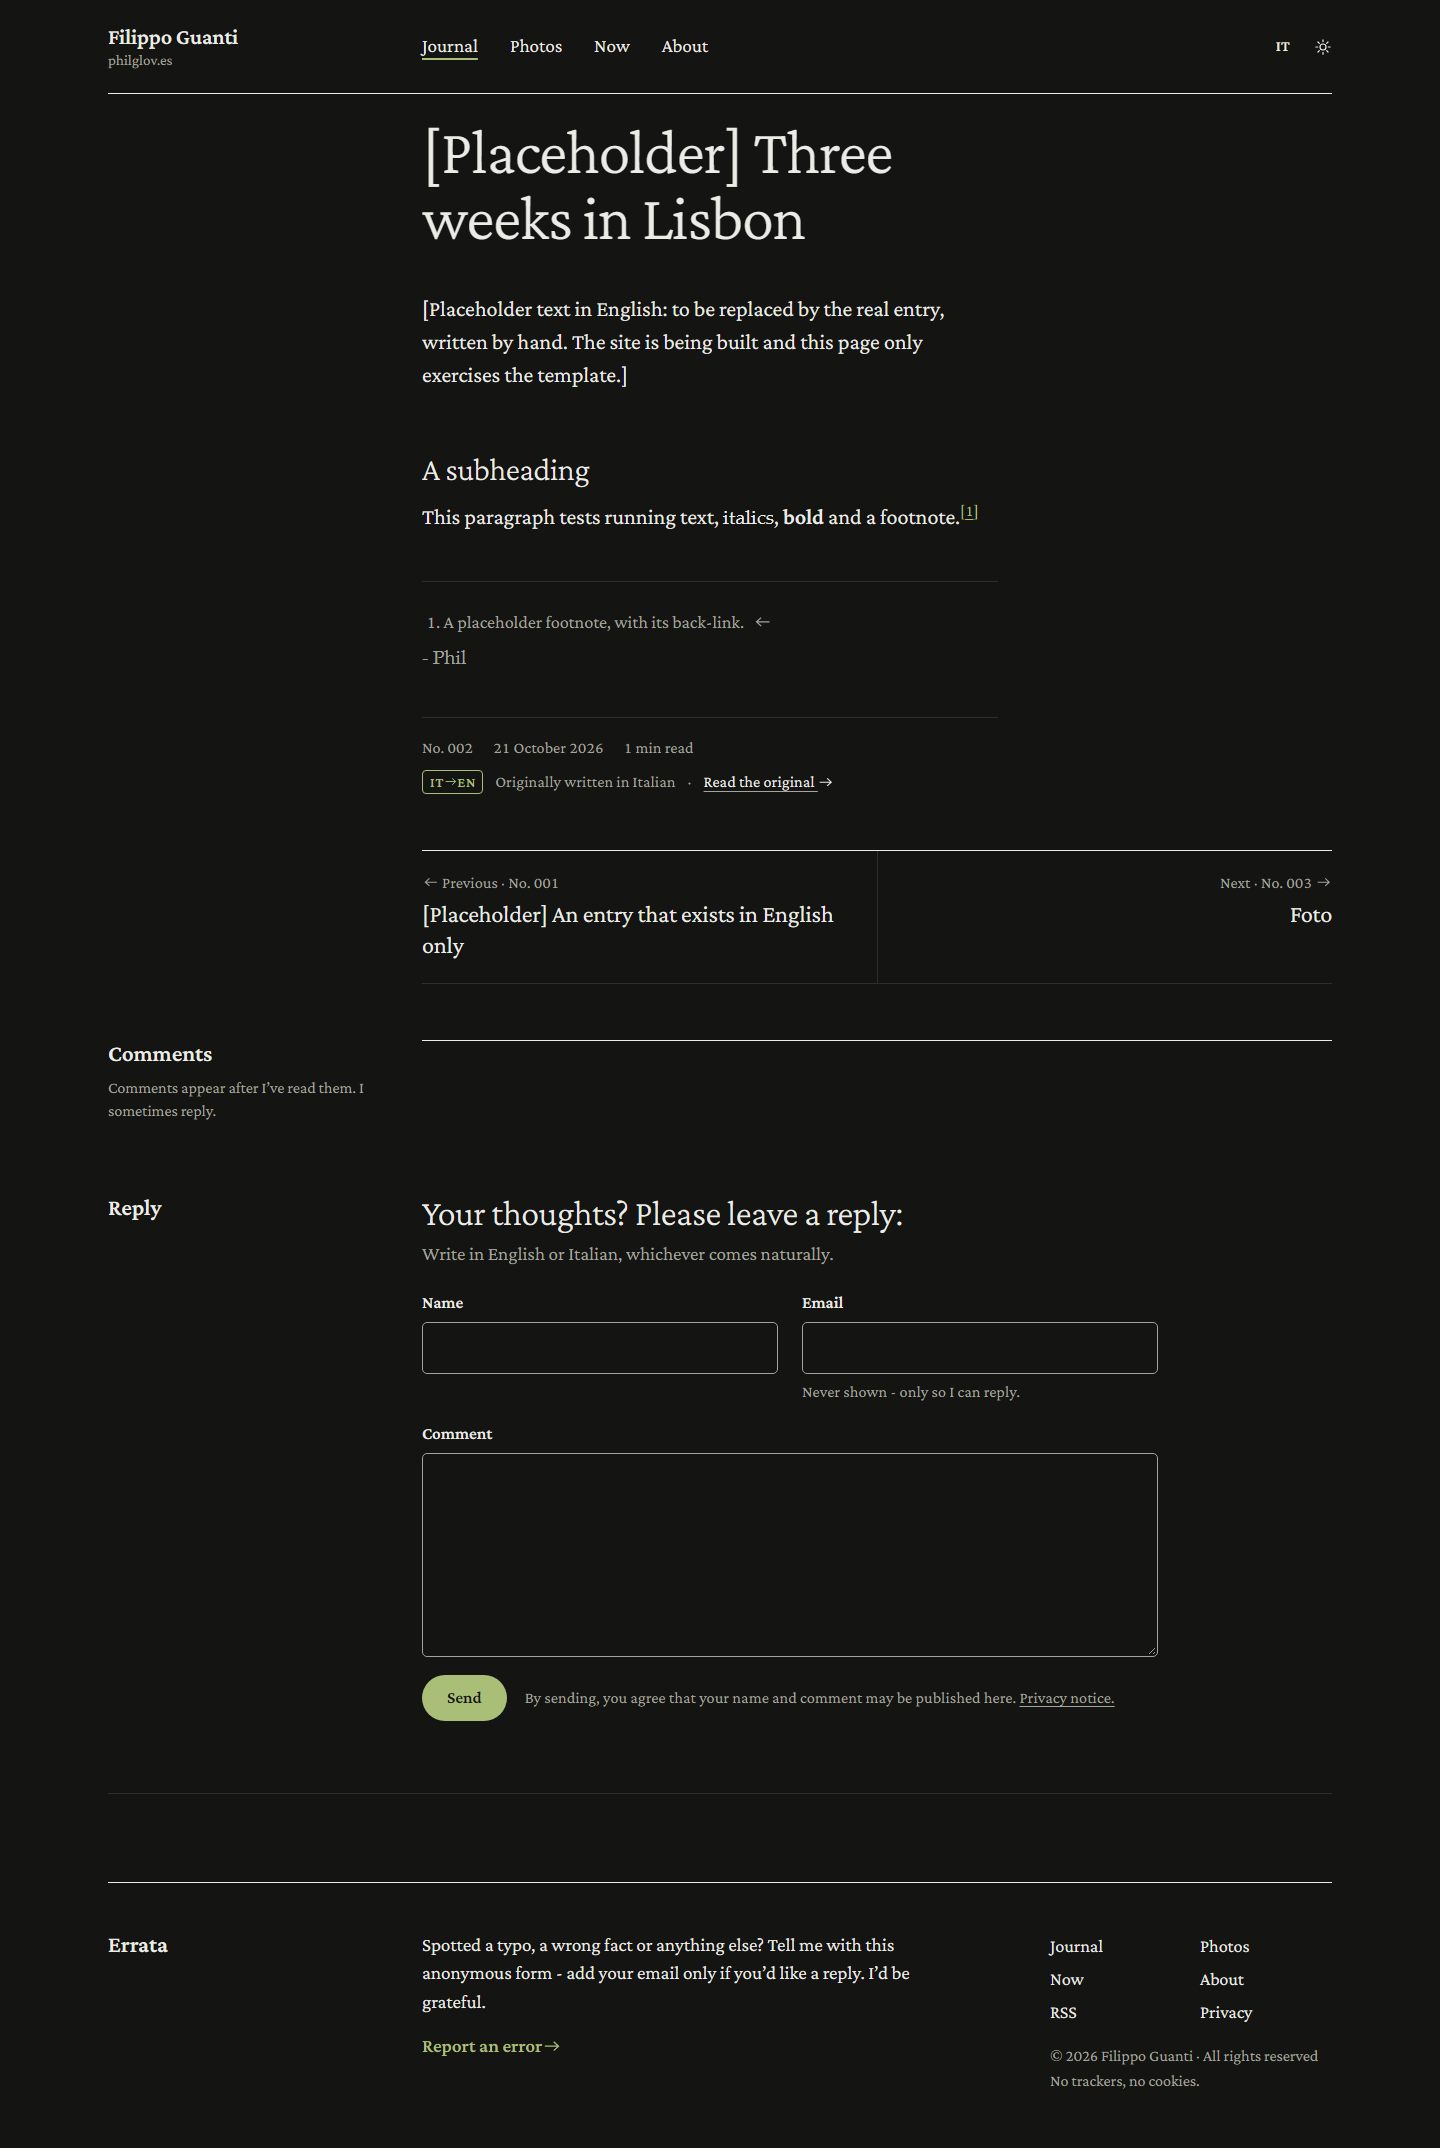 Filippo Guanti
philglov.es
Journal Photos Now About
IT
[Placeholder] Three
weeks in Lisbon
[Placeholder text in English: to be replaced by the real entry,
written by hand. The site is being built and this page only
exercises the template.]
A subheading
This paragraph tests running text, italics, bold and a footnote.[1]
1. A placeholder footnote, with its back-link. ←
- Phil
No. 002 21 October 2026 1 min read
IT→EN Originally written in Italian · Read the original →
← Previous · No. 001
[Placeholder] An entry that exists in English
only
Next · No. 003 →
Foto
Comments
Comments appear after I’ve read them. I
sometimes reply.
Reply
Your thoughts? Please leave a reply:
Write in English or Italian, whichever comes naturally.
Name
Email
Never shown - only so I can reply.
Comment
Send
By sending, you agree that your name and comment may be published here. Privacy notice.
Errata
Spotted a typo, a wrong fact or anything else? Tell me with this
anonymous form - add your email only if you’d like a reply. I’d be
grateful.
Report an error→
Journal Photos
Now About
RSS Privacy
© 2026 Filippo Guanti · All rights reserved
No trackers, no cookies.